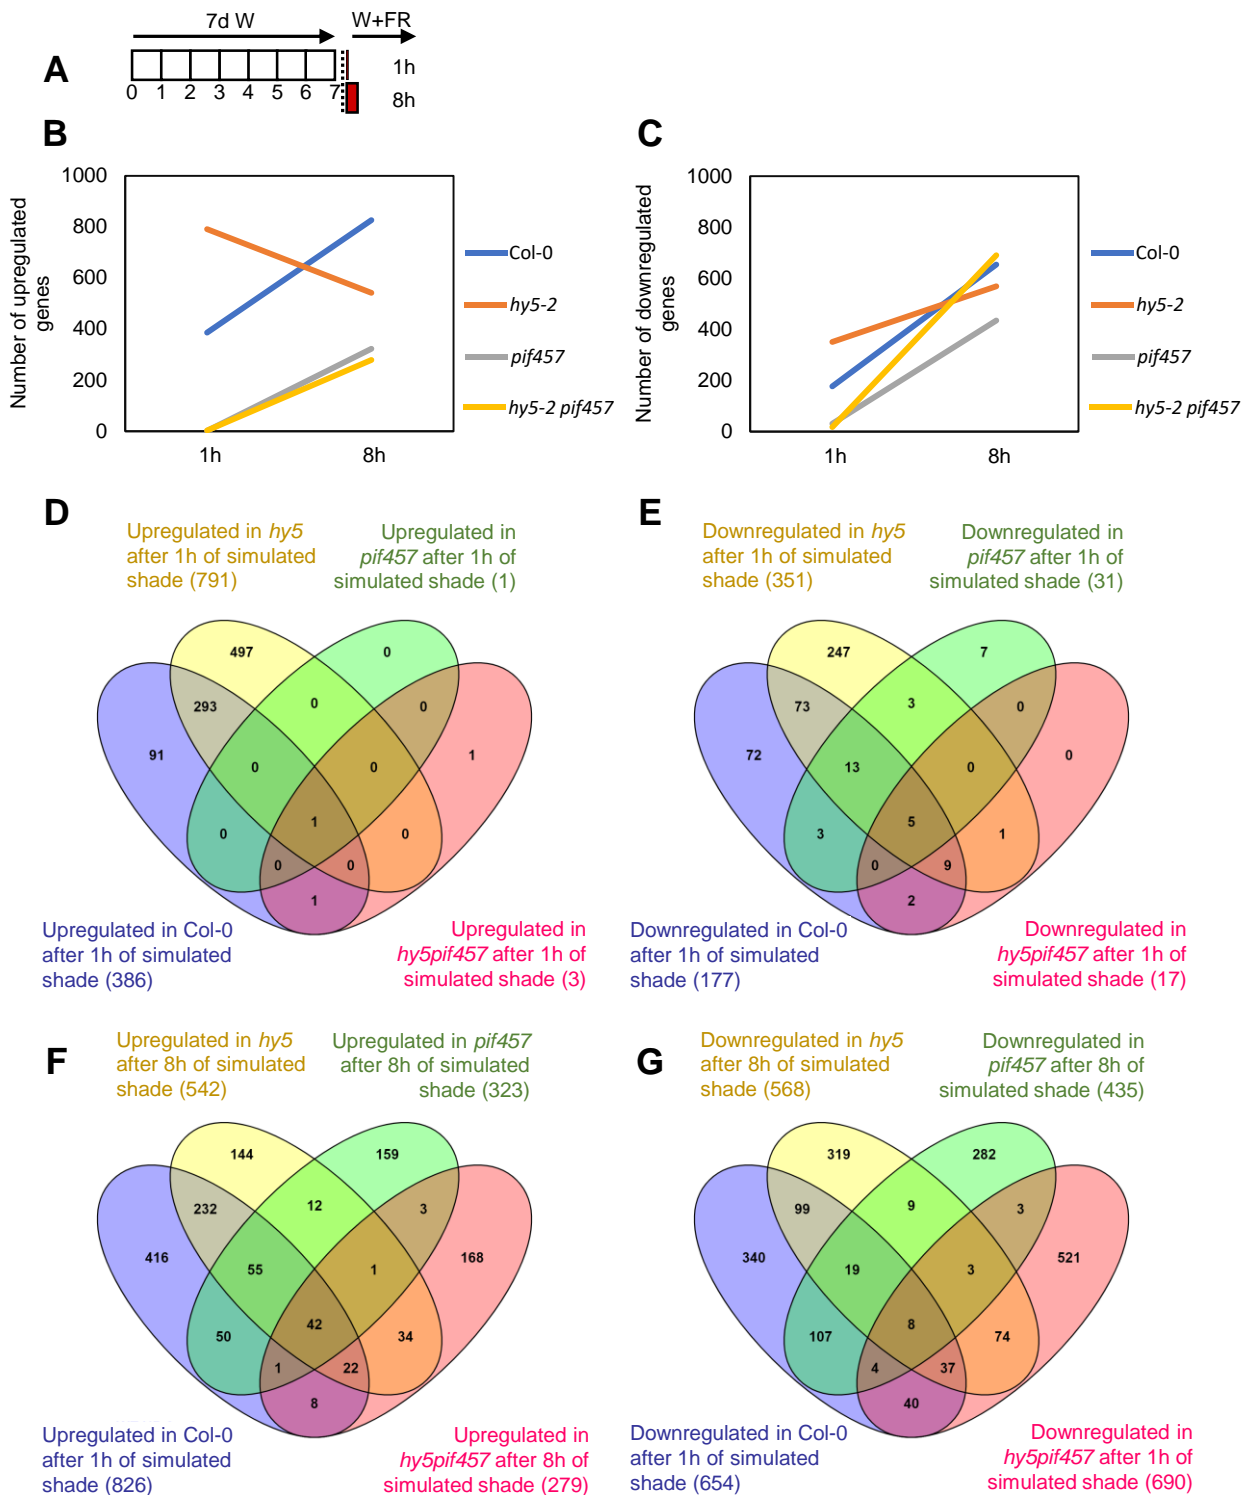 7d W
W+FR
A
1h
0 1 2 3 4 5 6 7
8h
B
C
Number of upregulated
genes
1000
800
600
400
200
0
1h
8h
Col-0
hy5-2
pif457
hy5-2 pif457
Number of downregulated
genes
1000
800
600
400
200
0
1h
8h
Col-0
hy5-2
pif457
hy5-2 pif457
D
Upregulated in hy5
after 1h of simulated
shade (791)
Upregulated in
pif457 after 1h of
simulated shade (1)
497
0
293
0
0
91
1
0
0
1
0
0
0
0
1
Upregulated in Col-0
after 1h of simulated
shade (386)
Upregulated in
hy5pif457 after 1h of
simulated shade (3)
E
Downregulated in hy5
after 1h of simulated
shade (351)
Downregulated in
pif457 after 1h of
simulated shade (31)
247
7
73
3
0
72
0
13
0
5
3
1
0
9
2
Downregulated in Col-0
after 1h of simulated
shade (177)
Downregulated in
hy5pif457 after 1h of
simulated shade (17)
F
Upregulated in hy5
after 8h of simulated
shade (542)
Upregulated in pif457
after 8h of simulated
shade (323)
144
159
232
12
3
416
168
55
1
42
50
34
1
22
8
Upregulated in Col-0
after 1h of simulated
shade (826)
Upregulated in
hy5pif457 after 8h of
simulated shade (279)
G
Downregulated in hy5
after 8h of simulated
shade (568)
Downregulated in
pif457 after 8h of
simulated shade (435)
319
282
99
9
3
340
521
19
3
8
107
74
4
37
40
Downregulated in Col-0
after 1h of simulated
shade (654)
Downregulated in
hy5pif457 after 1h of
simulated shade (690)